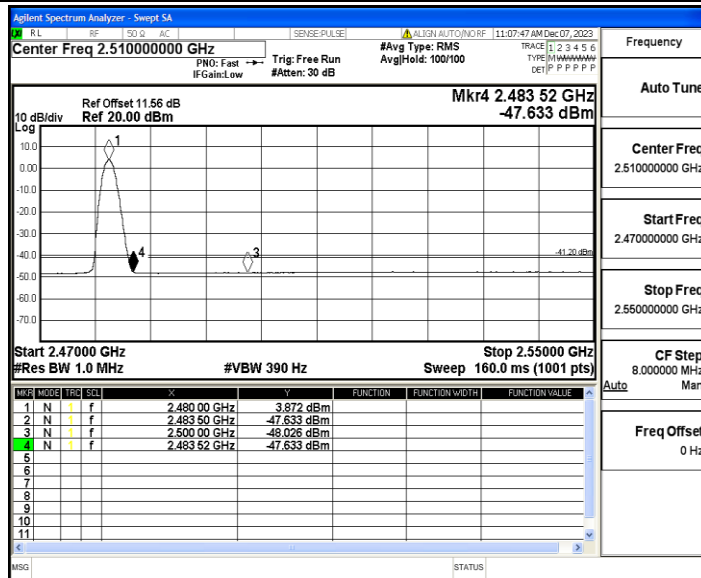 Agilent Spectrum Analyzer - Swept SA
RL RF 50 Ω AC SENSE:PULSE ALIGN AUTO/NO RF 11:07:47 AM Dec 07, 2023
Center Freq 2.510000000 GHz
PNO: Fast
IFGain:Low
Trig: Free Run
#Atten: 30 dB
#Avg Type: RMS
Avg|Hold: 100/100
TRACE 1 2 3 4 5 6
TYPE MWWWWW
DET P P P P P P
Ref Offset 11.56 dB
Ref 20.00 dBm
10 dB/div
Log
Mkr4 2.483 52 GHz
-47.633 dBm
10.0
0.00
-10.0
-20.0
-30.0
-40.0
-50.0
-60.0
-70.0
1
4
3
-41.20 dBm
Start 2.47000 GHz
Stop 2.55000 GHz
#Res BW 1.0 MHz
#VBW 390 Hz
Sweep 160.0 ms (1001 pts)
MKR MODE TRC SCL X Y FUNCTION FUNCTION WIDTH FUNCTION VALUE
1 N 1 f 2.480 00 GHz 3.872 dBm
2 N 1 f 2.483 50 GHz -47.633 dBm
3 N 1 f 2.500 00 GHz -48.026 dBm
4 N 1 f 2.483 52 GHz -47.633 dBm
5
6
7
8
9
10
11
MSG
STATUS
Frequency
Auto Tune
Center Freq
2.510000000 GHz
Start Freq
2.470000000 GHz
Stop Freq
2.550000000 GHz
CF Step
8.000000 MHz
Auto Man
Freq Offset
0 Hz